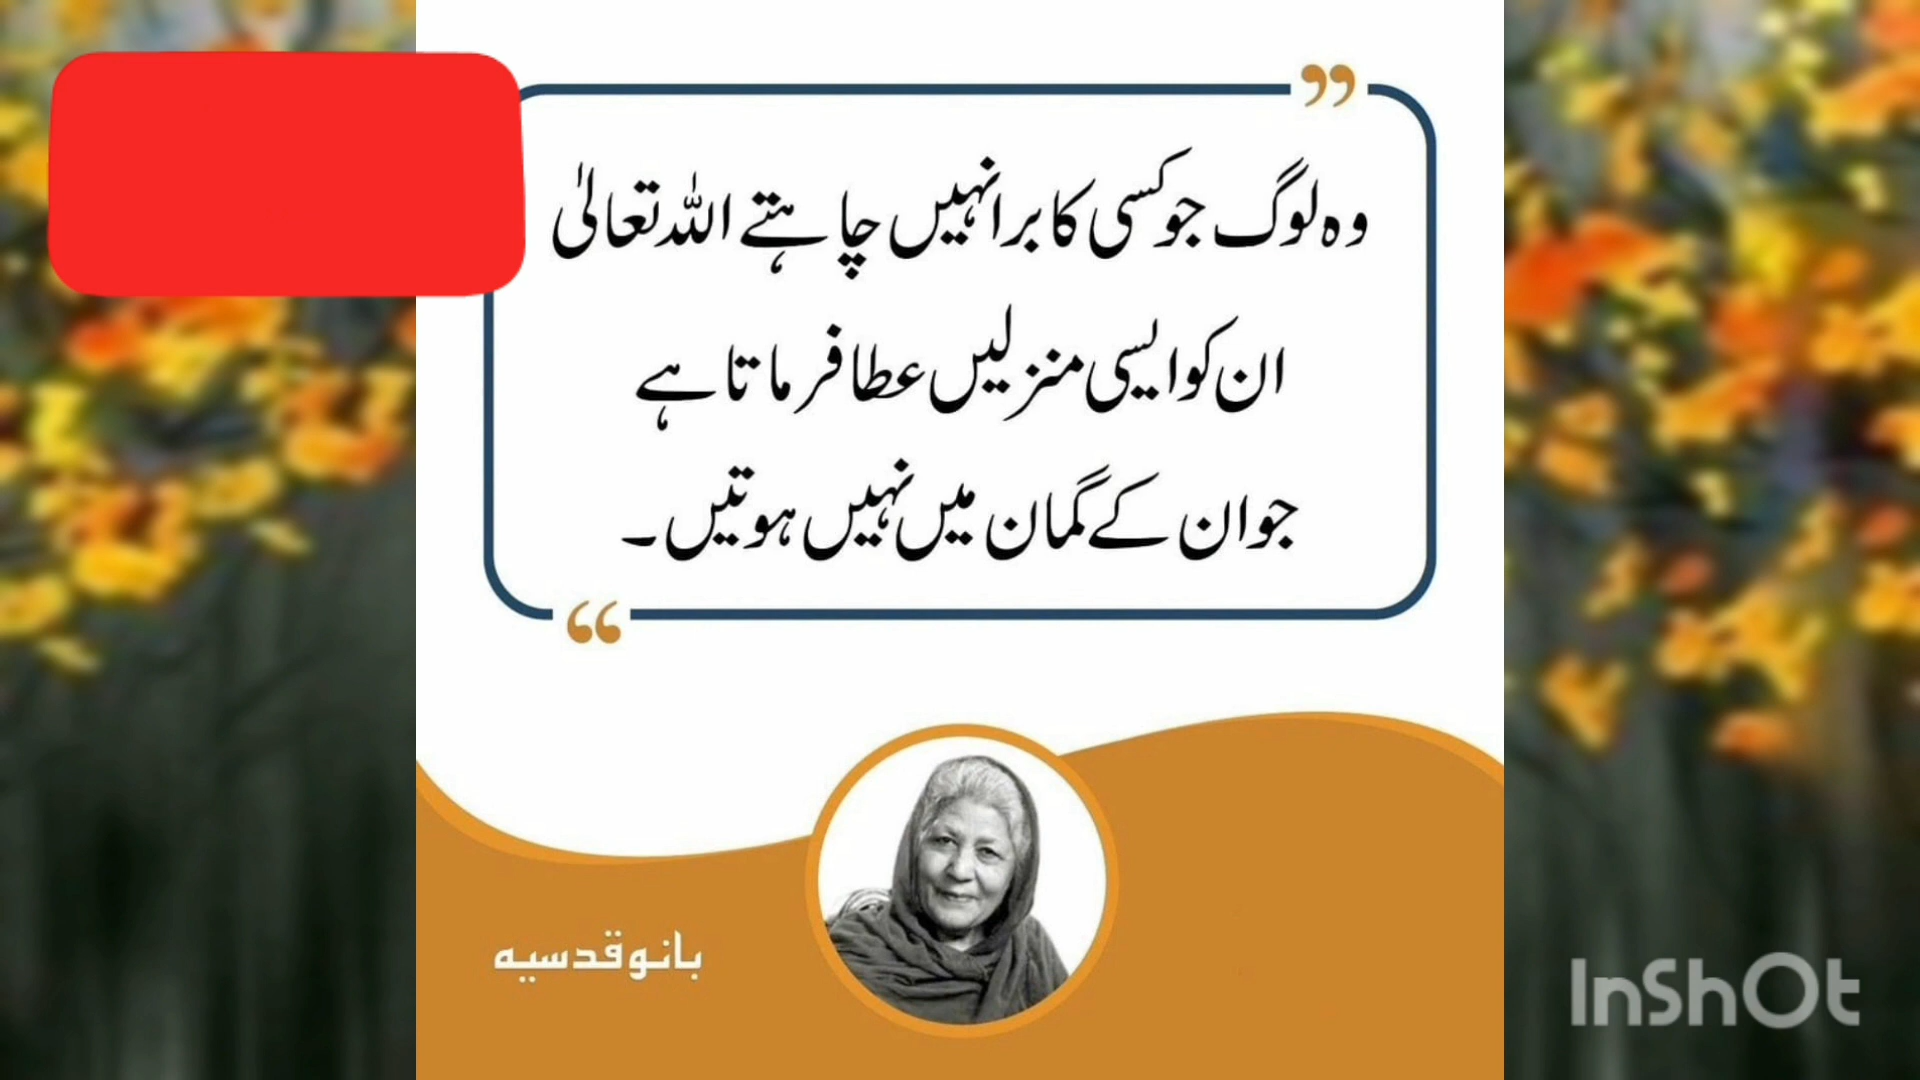 وہ لوگ جو کسی کا برا نہیں چاہتے اللہ تعالیٰ
ان کو ایسی منزلیں عطا فرماتا ہے
جو ان کے گمان میں نہیں ہوتیں۔
بانو قدسیہ
InShOt